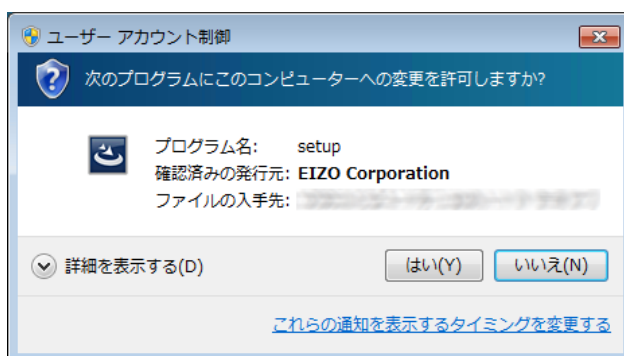 ユーザー アカウント制御
次のプログラムにこのコンピューターへの変更を許可しますか?
プログラム名: setup
確認済みの発行元: EIZO Corporation
ファイルの入手先:
詳細を表示する(D)
はい(Y)
いいえ(N)
これらの通知を表示するタイミングを変更する